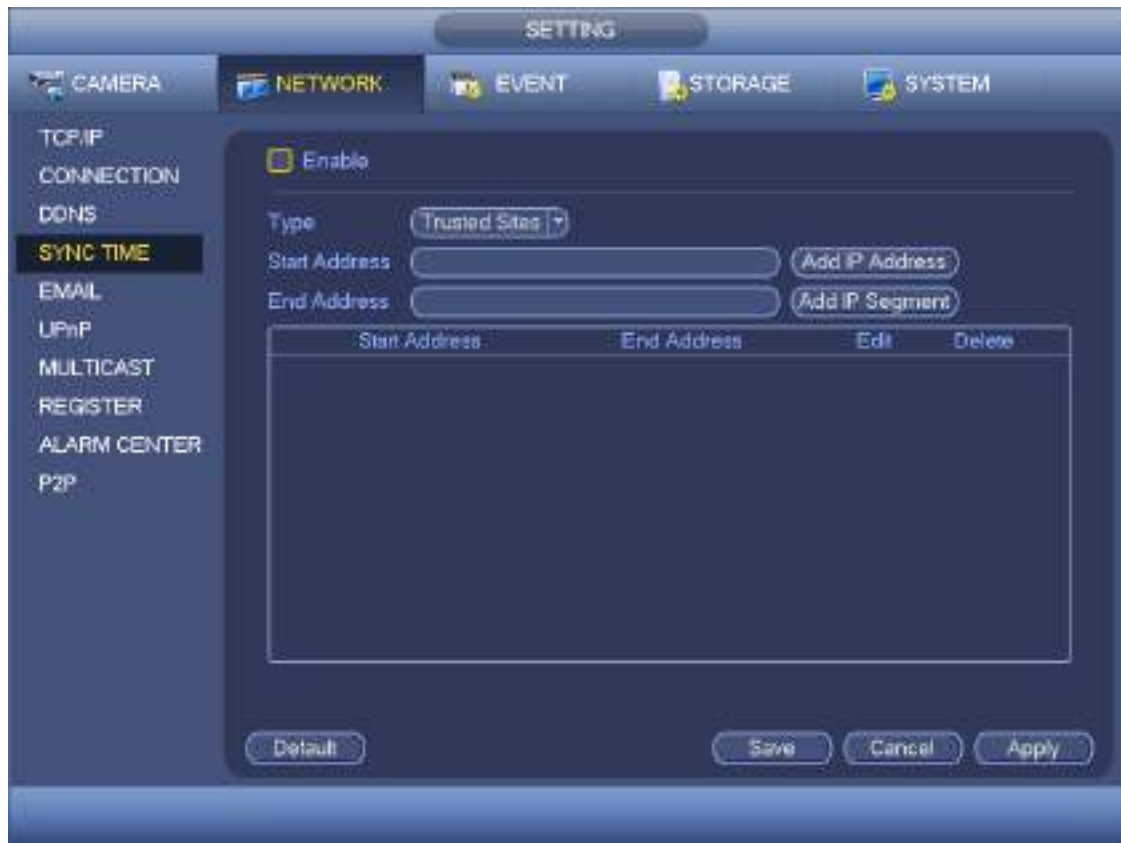 SETTING
CAMERA NETWORK EVENT STORAGE SYSTEM
TCP/IP
CONNECTION
DDNS
SYNC TIME
EMAIL
UPnP
MULTICAST
REGISTER
ALARM CENTER
P2P
Enable
Type Trusted Sites
Start Address Add IP Address
End Address Add IP Segment
Start Address End Address Edit Delete
Default Save Cancel Apply